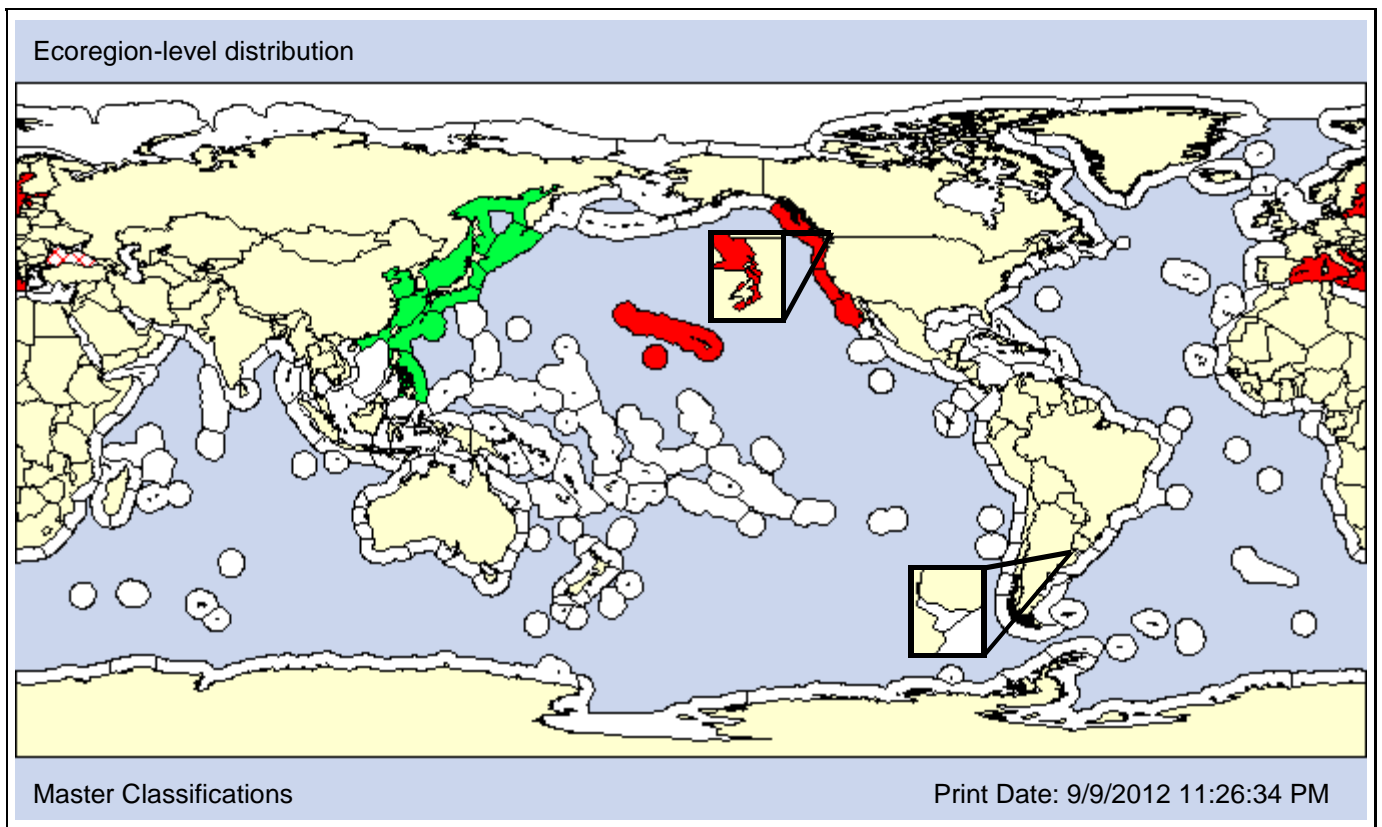 Ecoregion-level distribution
Master Classifications
Print Date: 9/9/2012 11:26:34 PM